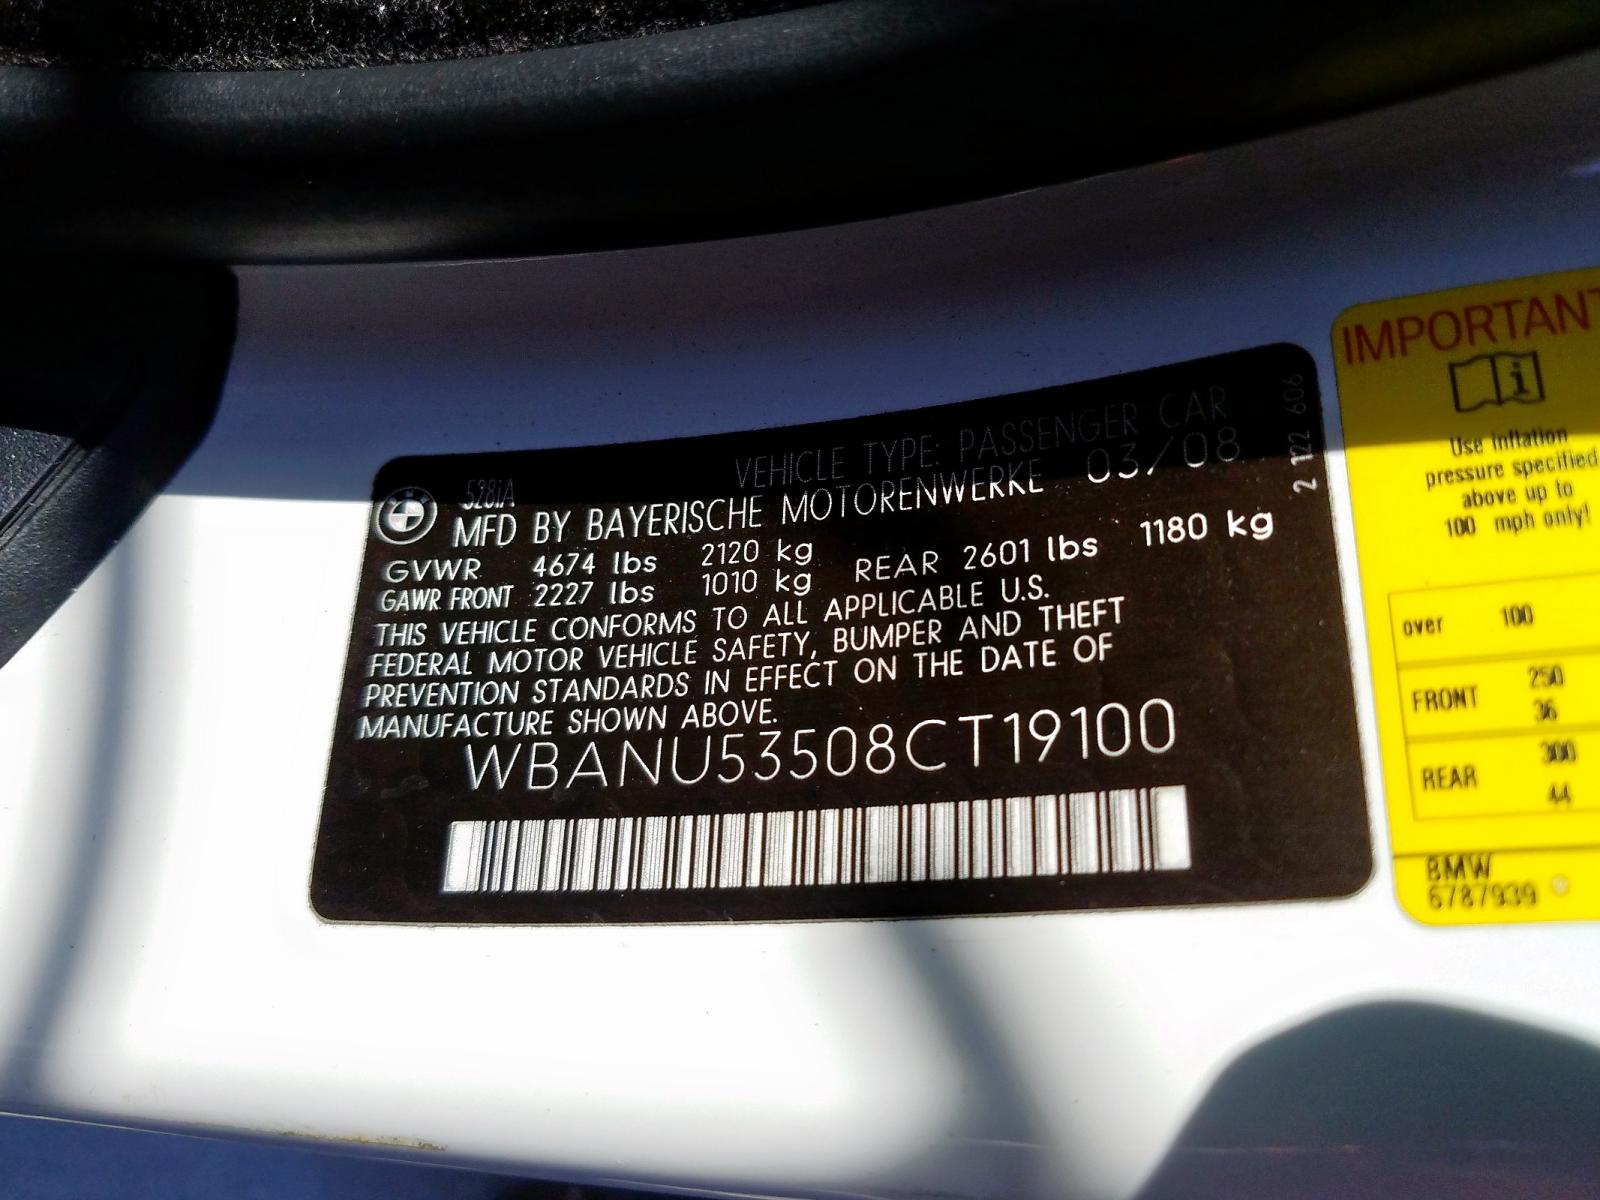 528iA VEHICLE TYPE: PASSENGER CAR
MFD BY BAYERISCHE MOTORENWERKE 03/08
GVWR 4674 lbs 2120 kg
GAWR FRONT 2227 lbs 1010 kg REAR 2601 lbs 1180 kg
THIS VEHICLE CONFORMS TO ALL APPLICABLE U.S.
FEDERAL MOTOR VEHICLE SAFETY, BUMPER AND THEFT
PREVENTION STANDARDS IN EFFECT ON THE DATE OF
MANUFACTURE SHOWN ABOVE.
WBANU53508CT19100
2 122 606
IMPORTANT
i
Use inflation
pressure specified
above up to
100 mph only!
over 100
FRONT 250
36
REAR 300
44
BMW
6787939